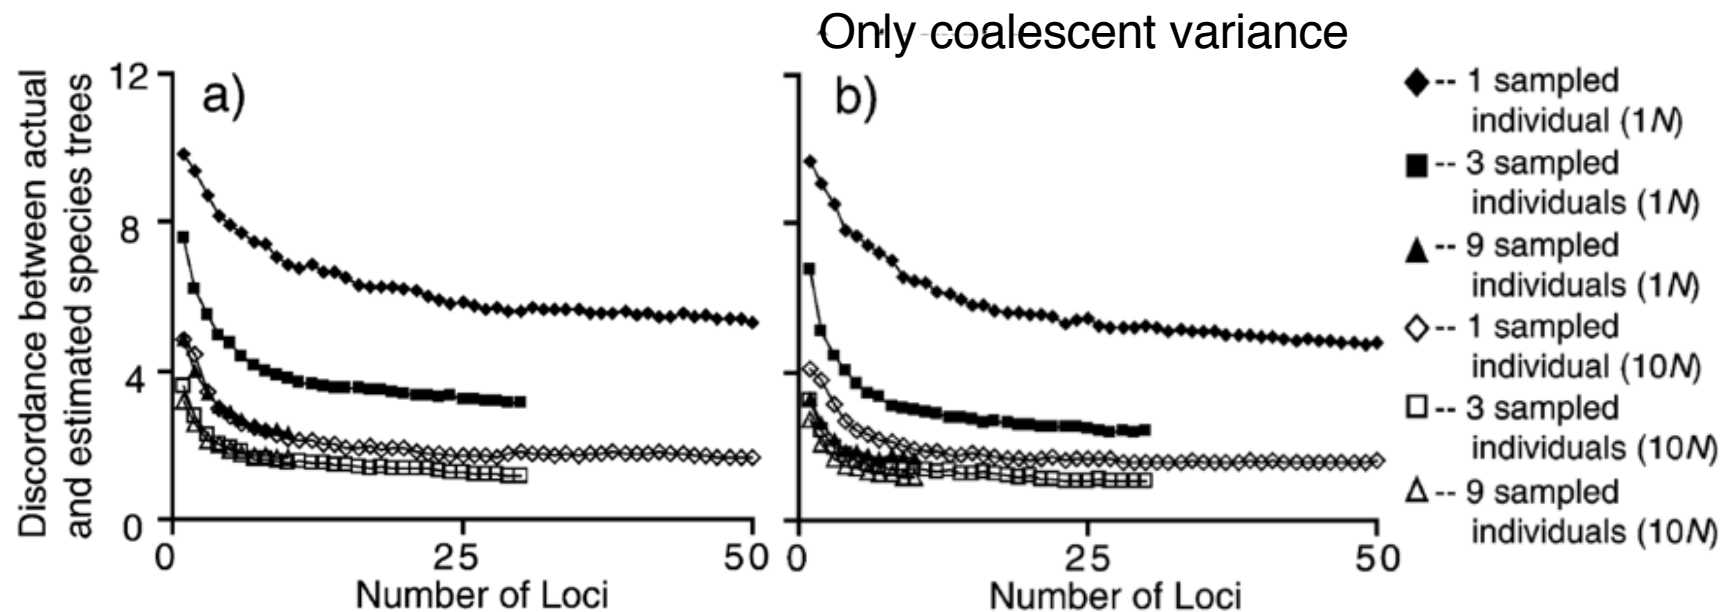 Only coalescent variance
Discordance between actual
and estimated species trees
12
8
4
0
a)
0
25
50
Number of Loci
b)
0
25
50
Number of Loci
-- 1 sampled
individual (1N)
-- 3 sampled
individuals (1N)
-- 9 sampled
individuals (1N)
-- 1 sampled
individual (10N)
-- 3 sampled
individuals (10N)
-- 9 sampled
individuals (10N)